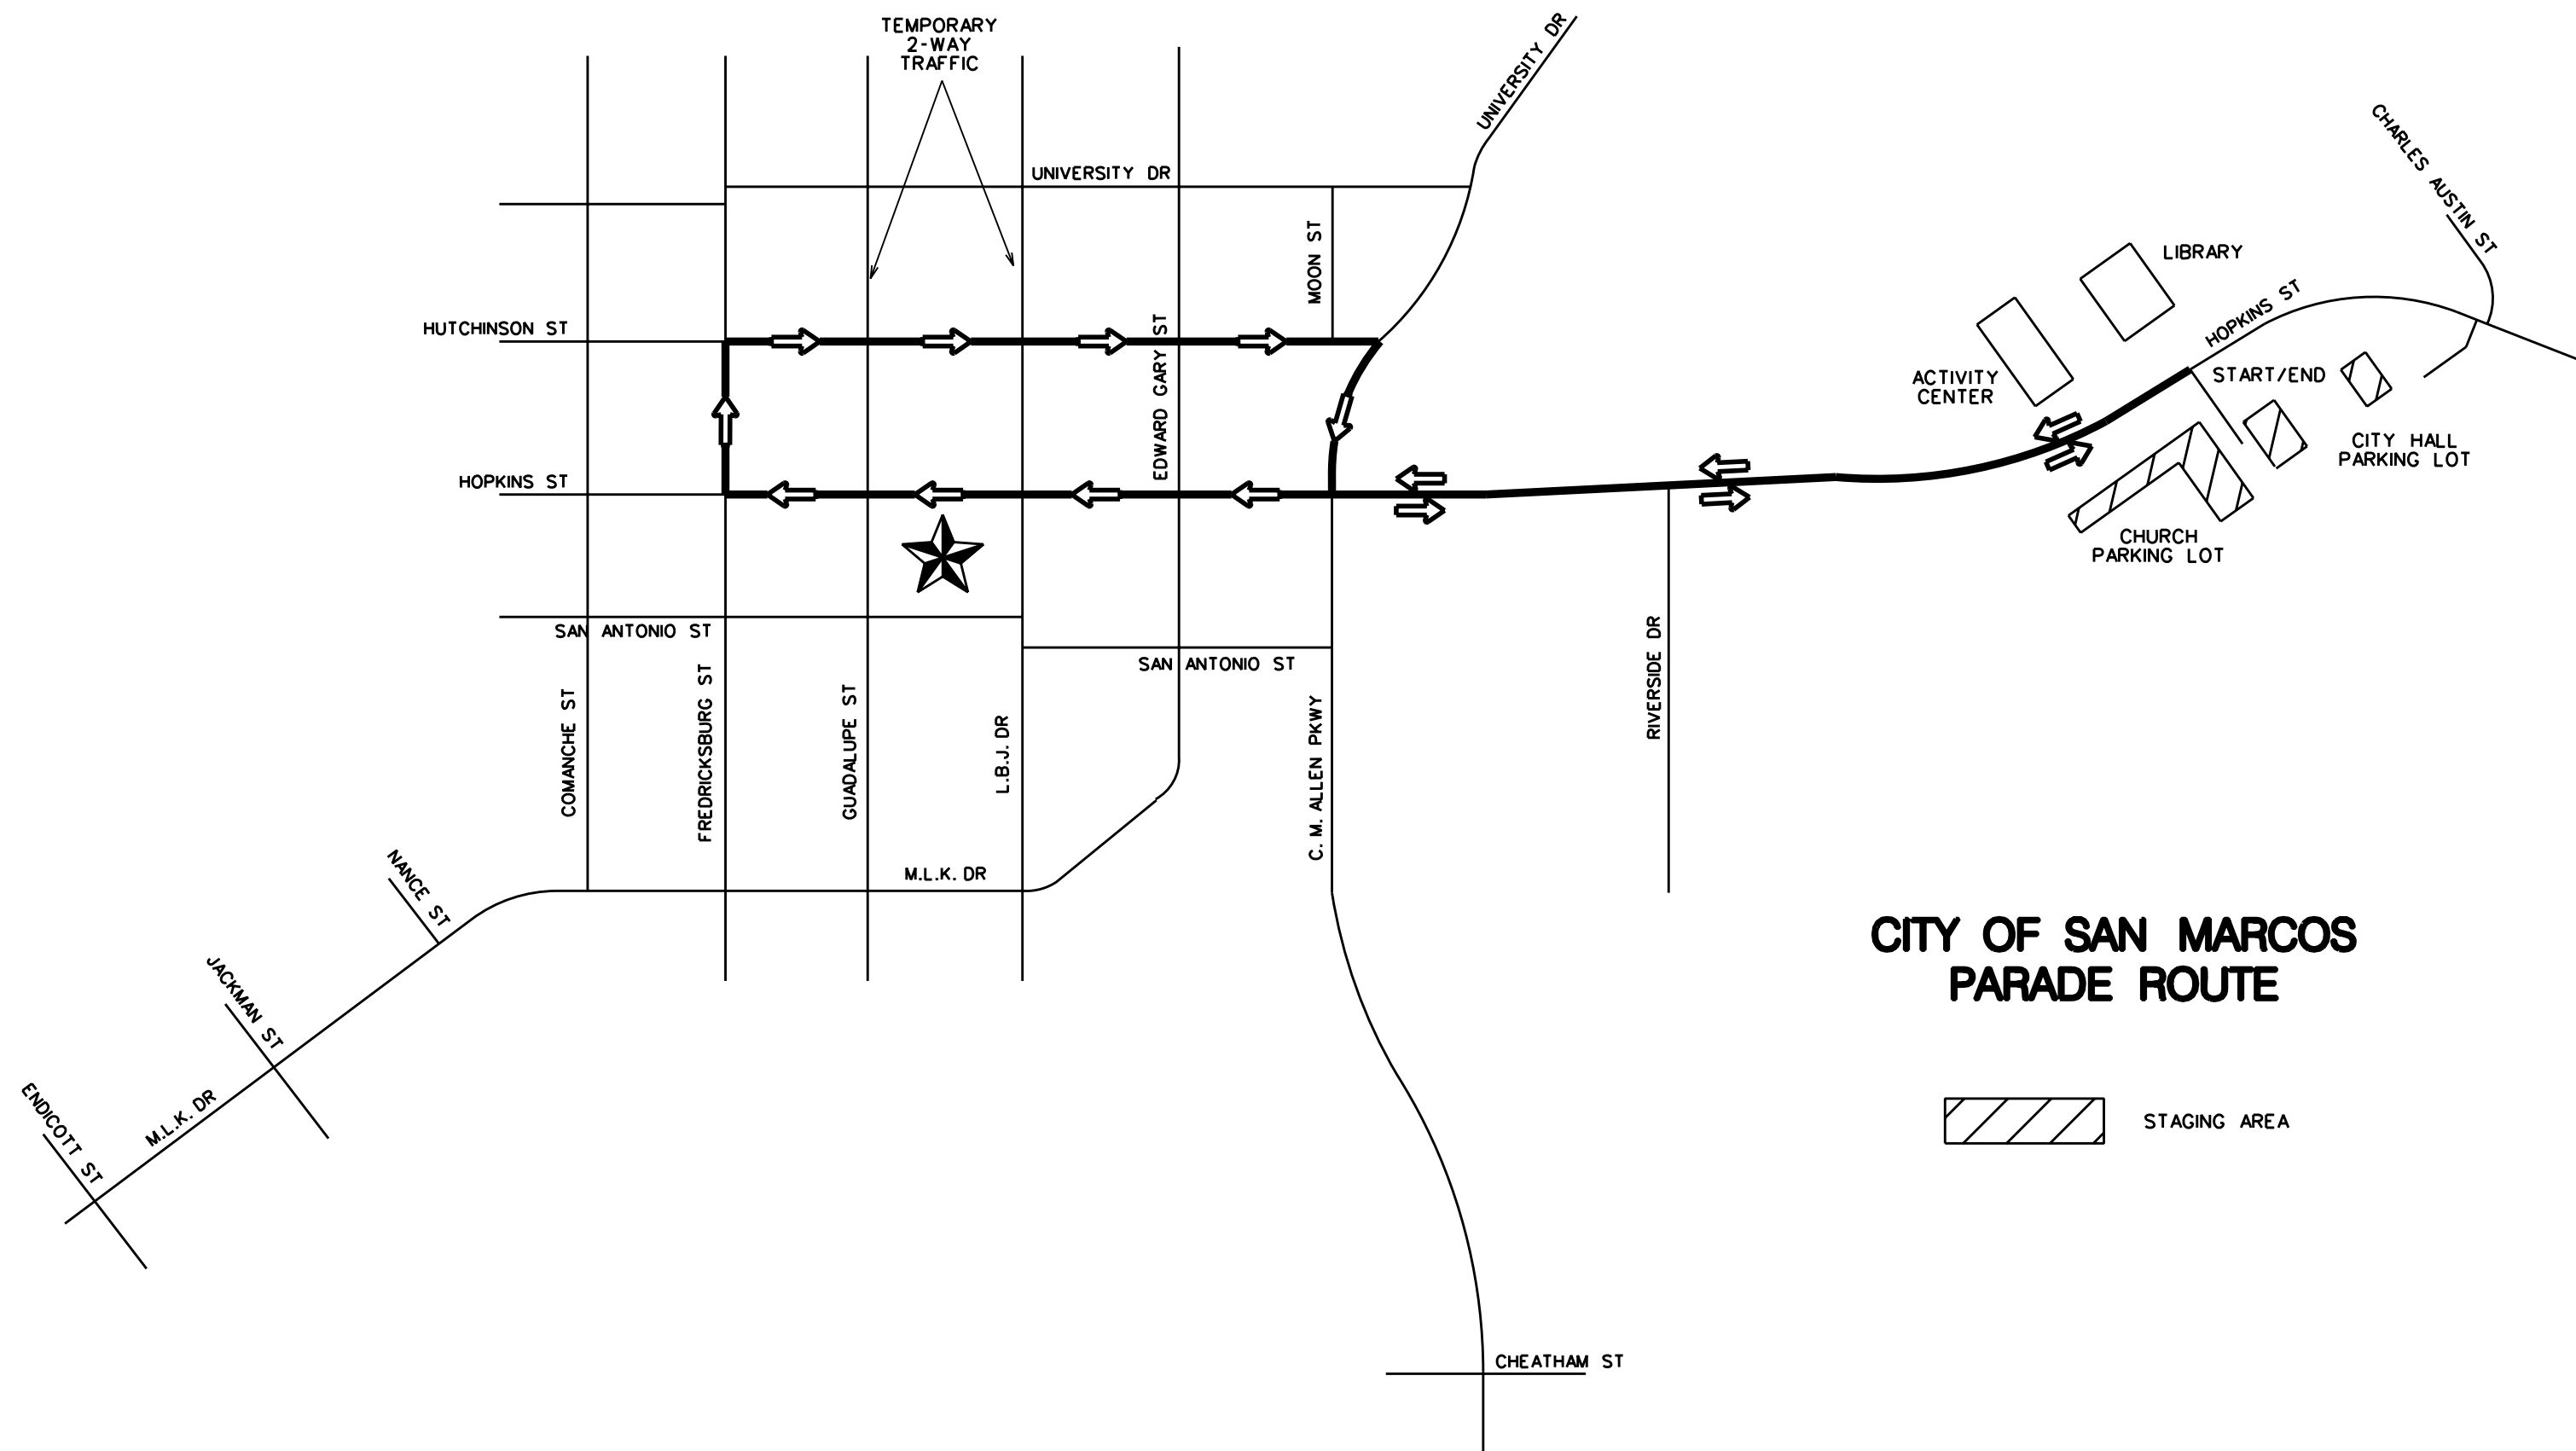 TEMPORARY
2-WAY
TRAFFIC
UNIVERSITY DR
UNIVERSITY DR
CHARLES AUSTIN ST
MOON ST
LIBRARY
HOPKINS ST
HUTCHINSON ST
EDWARD GARY ST
ACTIVITY
CENTER
START/END
CITY HALL
PARKING LOT
HOPKINS ST
CHURCH
PARKING LOT
SAN ANTONIO ST
SAN ANTONIO ST
COMANCHE ST
FREDRICKSBURG ST
GUADALUPE ST
L.B.J. DR
C. M. ALLEN PKWY
RIVERSIDE DR
M.L.K. DR
NANCE ST
JACKMAN ST
ENDICOTT ST
M.L.K. DR
CITY OF SAN MARCOS
PARADE ROUTE
STAGING AREA
CHEATHAM ST